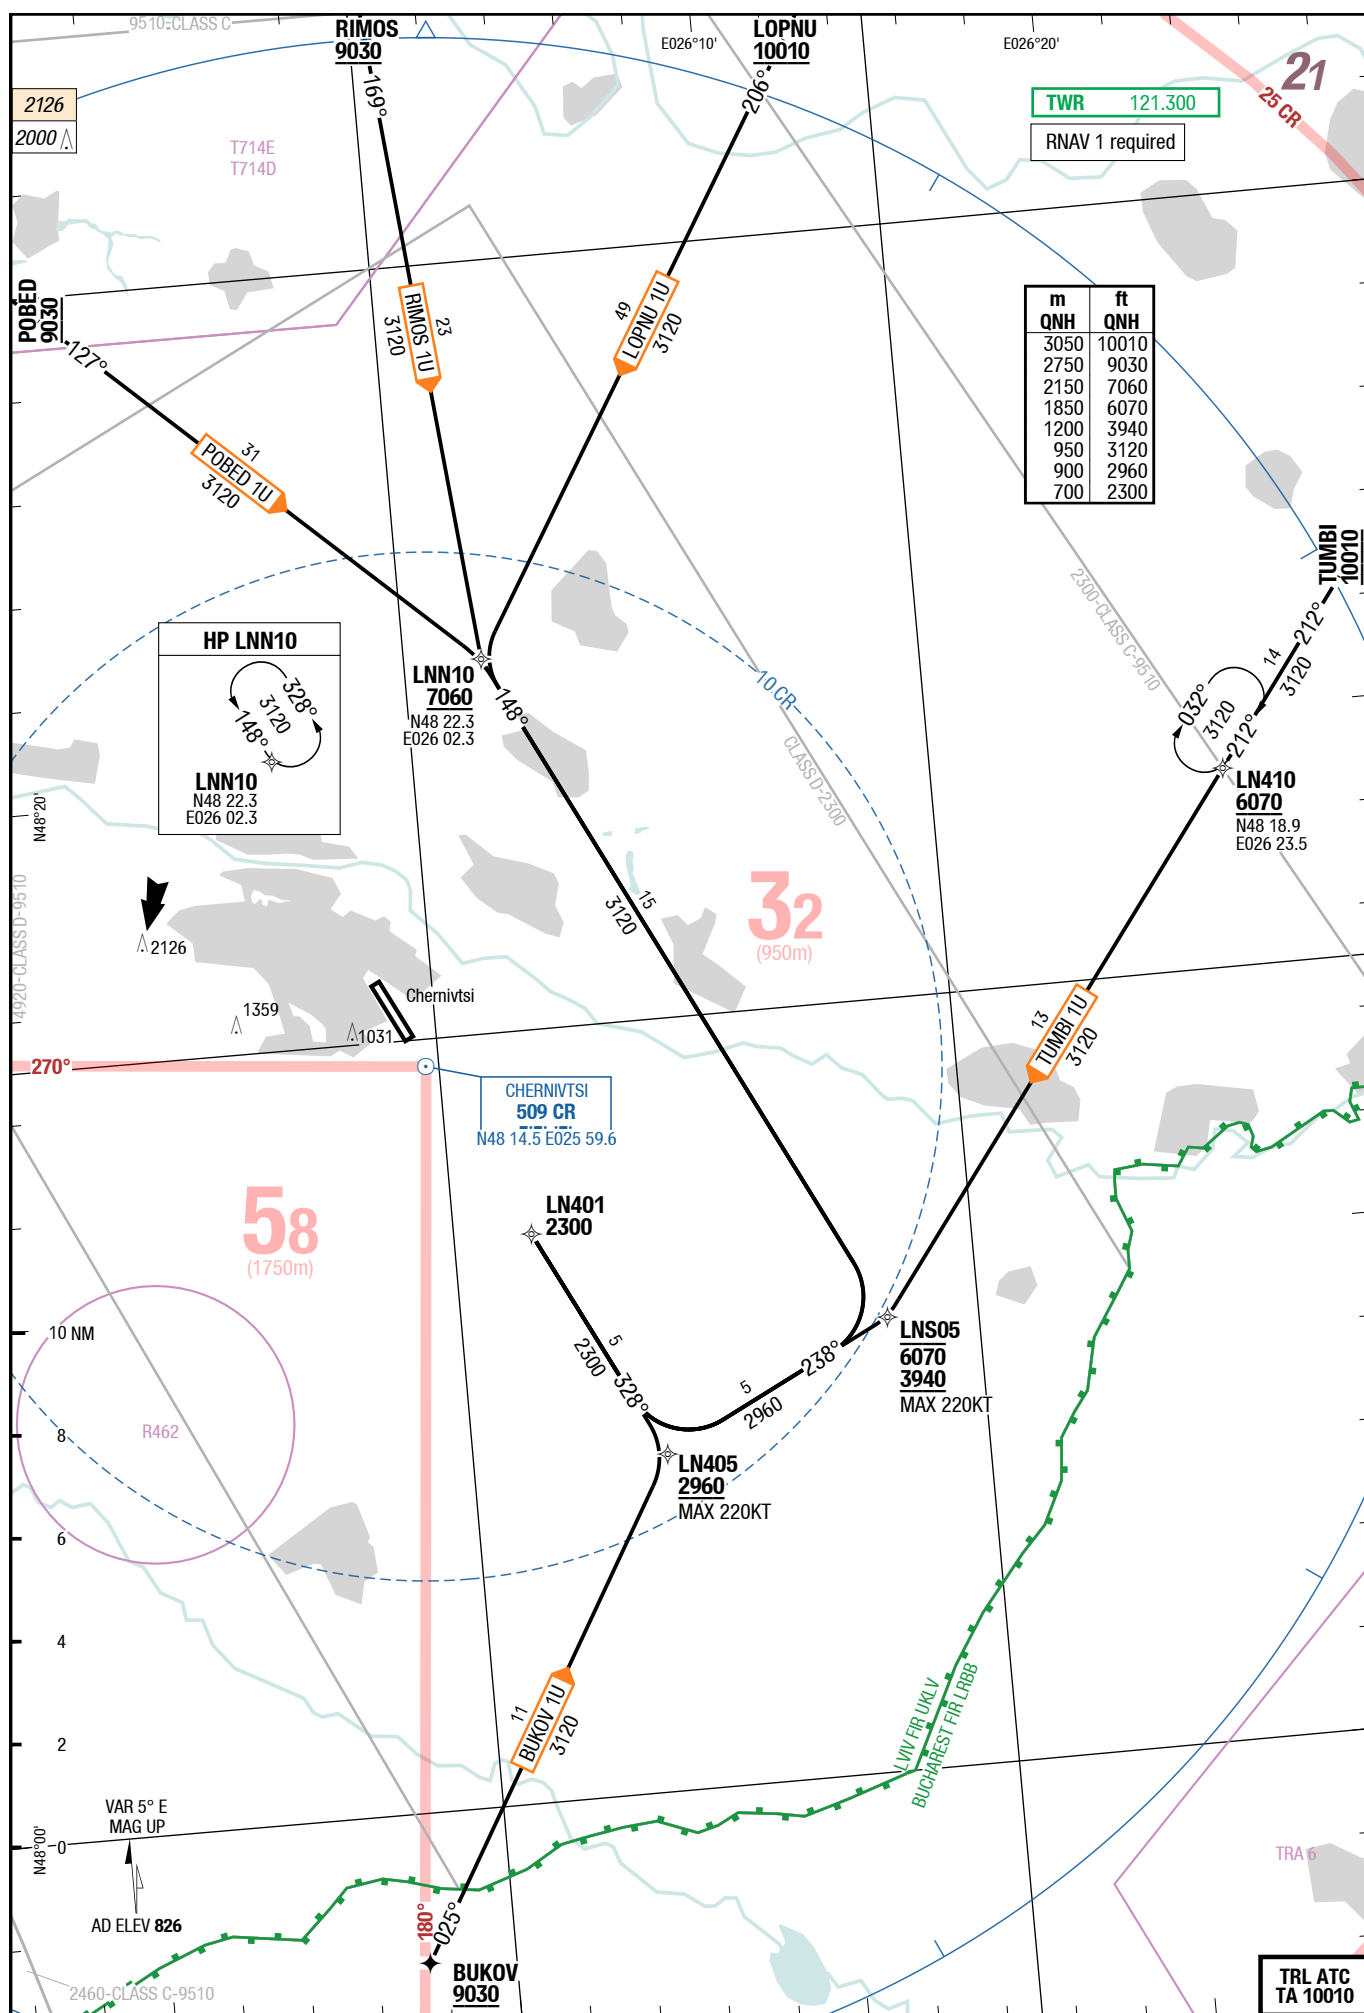 9510-CLASS C
RIMOS
9030
LOPNU
10010
E026°10'
E026°20'
21
25 CR
2126
2000
TWR 121.300
RNAV 1 required
T714E
T714D
169°
206°
POBED
9030
127°
RIMOS 1U
23
3120
LOPNU 1U
49
3120
m ft
QNH QNH
3050 10010
2750 9030
2150 7060
1850 6070
1200 3940
950 3120
900 2960
700 2300
31
POBED 1U
3120
TUMBI
10010
212°
14
3120
2300-CLASS C-9510
HP LNN10
328°
3120
148°
LNN10
N48 22.3
E026 02.3
LNN10
7060
N48 22.3
E026 02.3
148°
10 CR
CLASS D-2300
032°
3120
212°
LN410
6070
N48 18.9
E026 23.5
N48°20'
4920-CLASS D-9510
15
3120
32
(950m)
2126
1359
1031
Chernivtsi
13
TUMBI 1U
3120
270°
CHERNIVTSI
509 CR
N48 14.5 E025 59.6
58
(1750m)
LN401
2300
10 NM
5
2300
328°
238°
5
2960
LNS05
6070
3940
MAX 220KT
R462
8
LN405
2960
MAX 220KT
6
4
11
BUKOV 1U
3120
LVIV FIR UKLV
BUCHAREST FIR LRBB
2
VAR 5° E
MAG UP
0
N48°00'
AD ELEV 826
TRA 6
180°
025°
BUKOV
9030
2460-CLASS C-9510
TRL ATC
TA 10010